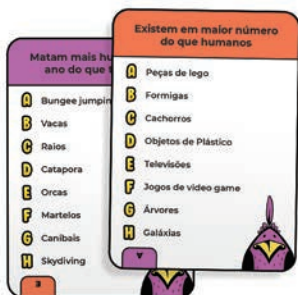 Existem em maior número
do que humanos
A Peças de lego
B Formigas
C Cachorros
D Objetos de Plástico
E Televisões
F Jogos de video game
G Árvores
H Galáxias
Matam mais hu
ano do que t
A Bungee jumpin
B Vacas
C Raios
D Catapora
E Orcas
F Martelos
G Canibais
H Skydiving